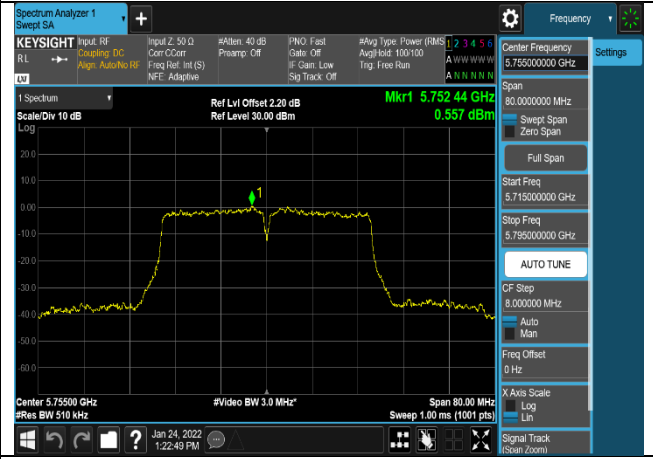 Spectrum Analyzer 1
Swept SA
Frequency
KEYSIGHT
RL
Input: RF
Coupling: DC
Align: Auto/No RF
Input Z: 50 Ω
Corr CCorr
Freq Ref: Int (S)
NFE: Adaptive
#Atten: 40 dB
Preamp: Off
PNO: Fast
Gate: Off
IF Gain: Low
Sig Track: Off
#Avg Type: Power (RMS
Avg|Hold: 100/100
Trig: Free Run
1 2 3 4 5 6
A W W W W W
A N N N N N
LXI
1 Spectrum
Scale/Div 10 dB
Log
Ref Lvl Offset 2.20 dB
Ref Level 30.00 dBm
Mkr1 5.752 44 GHz
0.557 dBm
20.0
10.0
0.00
-10.0
-20.0
-30.0
-40.0
-50.0
-60.0
1
Center 5.75500 GHz
#Res BW 510 kHz
#Video BW 3.0 MHz*
Span 80.00 MHz
Sweep 1.00 ms (1001 pts)
Jan 24, 2022
1:22:49 PM
Center Frequency
5.755000000 GHz
Settings
Span
80.0000000 MHz
Swept Span
Zero Span
Full Span
Start Freq
5.715000000 GHz
Stop Freq
5.795000000 GHz
AUTO TUNE
CF Step
8.000000 MHz
Auto
Man
Freq Offset
0 Hz
X Axis Scale
Log
Lin
Signal Track
(Span Zoom)